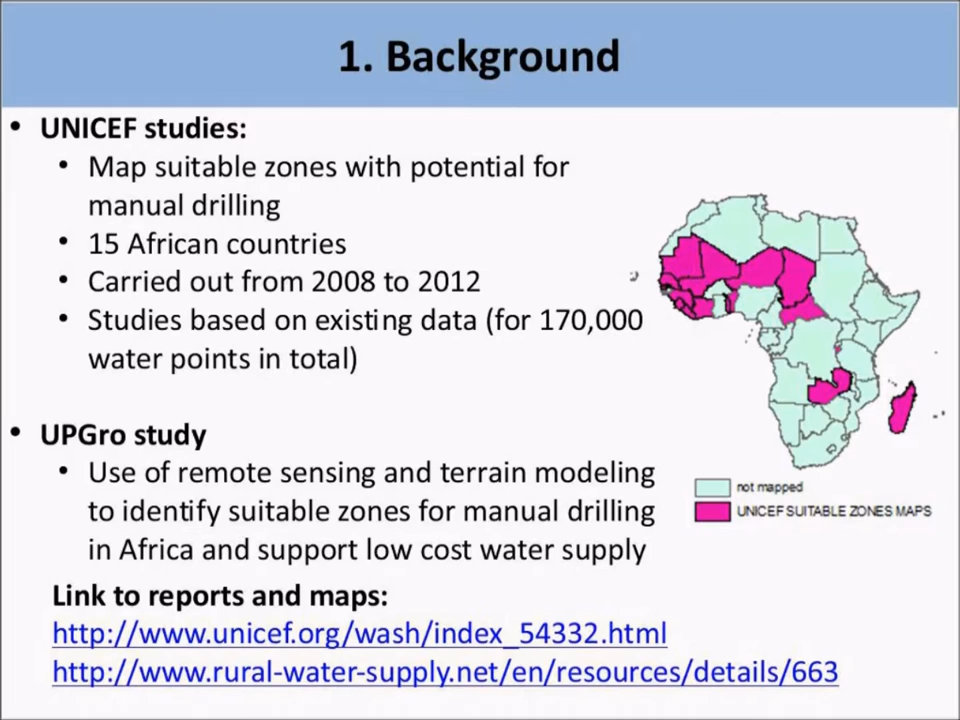 1. Background
• UNICEF studies:
• Map suitable zones with potential for
manual drilling
• 15 African countries
• Carried out from 2008 to 2012
• Studies based on existing data (for 170,000
water points in total)
• UPGro study
• Use of remote sensing and terrain modeling
to identify suitable zones for manual drilling
in Africa and support low cost water supply
not mapped
UNICEF SUITABLE ZONES MAPS
Link to reports and maps:
http://www.unicef.org/wash/index_54332.html
http://www.rural-water-supply.net/en/resources/details/663